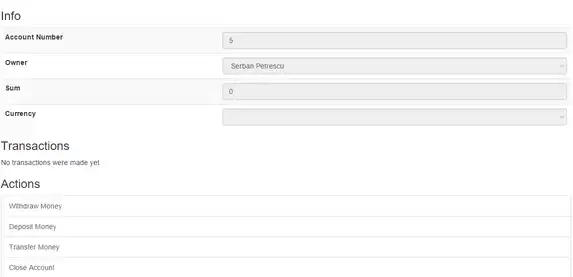 Info
Account Number
5
Owner
Serban Petrescu
Sum
0
Currency
Transactions
No transactions were made yet
Actions
Withdraw Money
Deposit Money
Transfer Money
Close Account